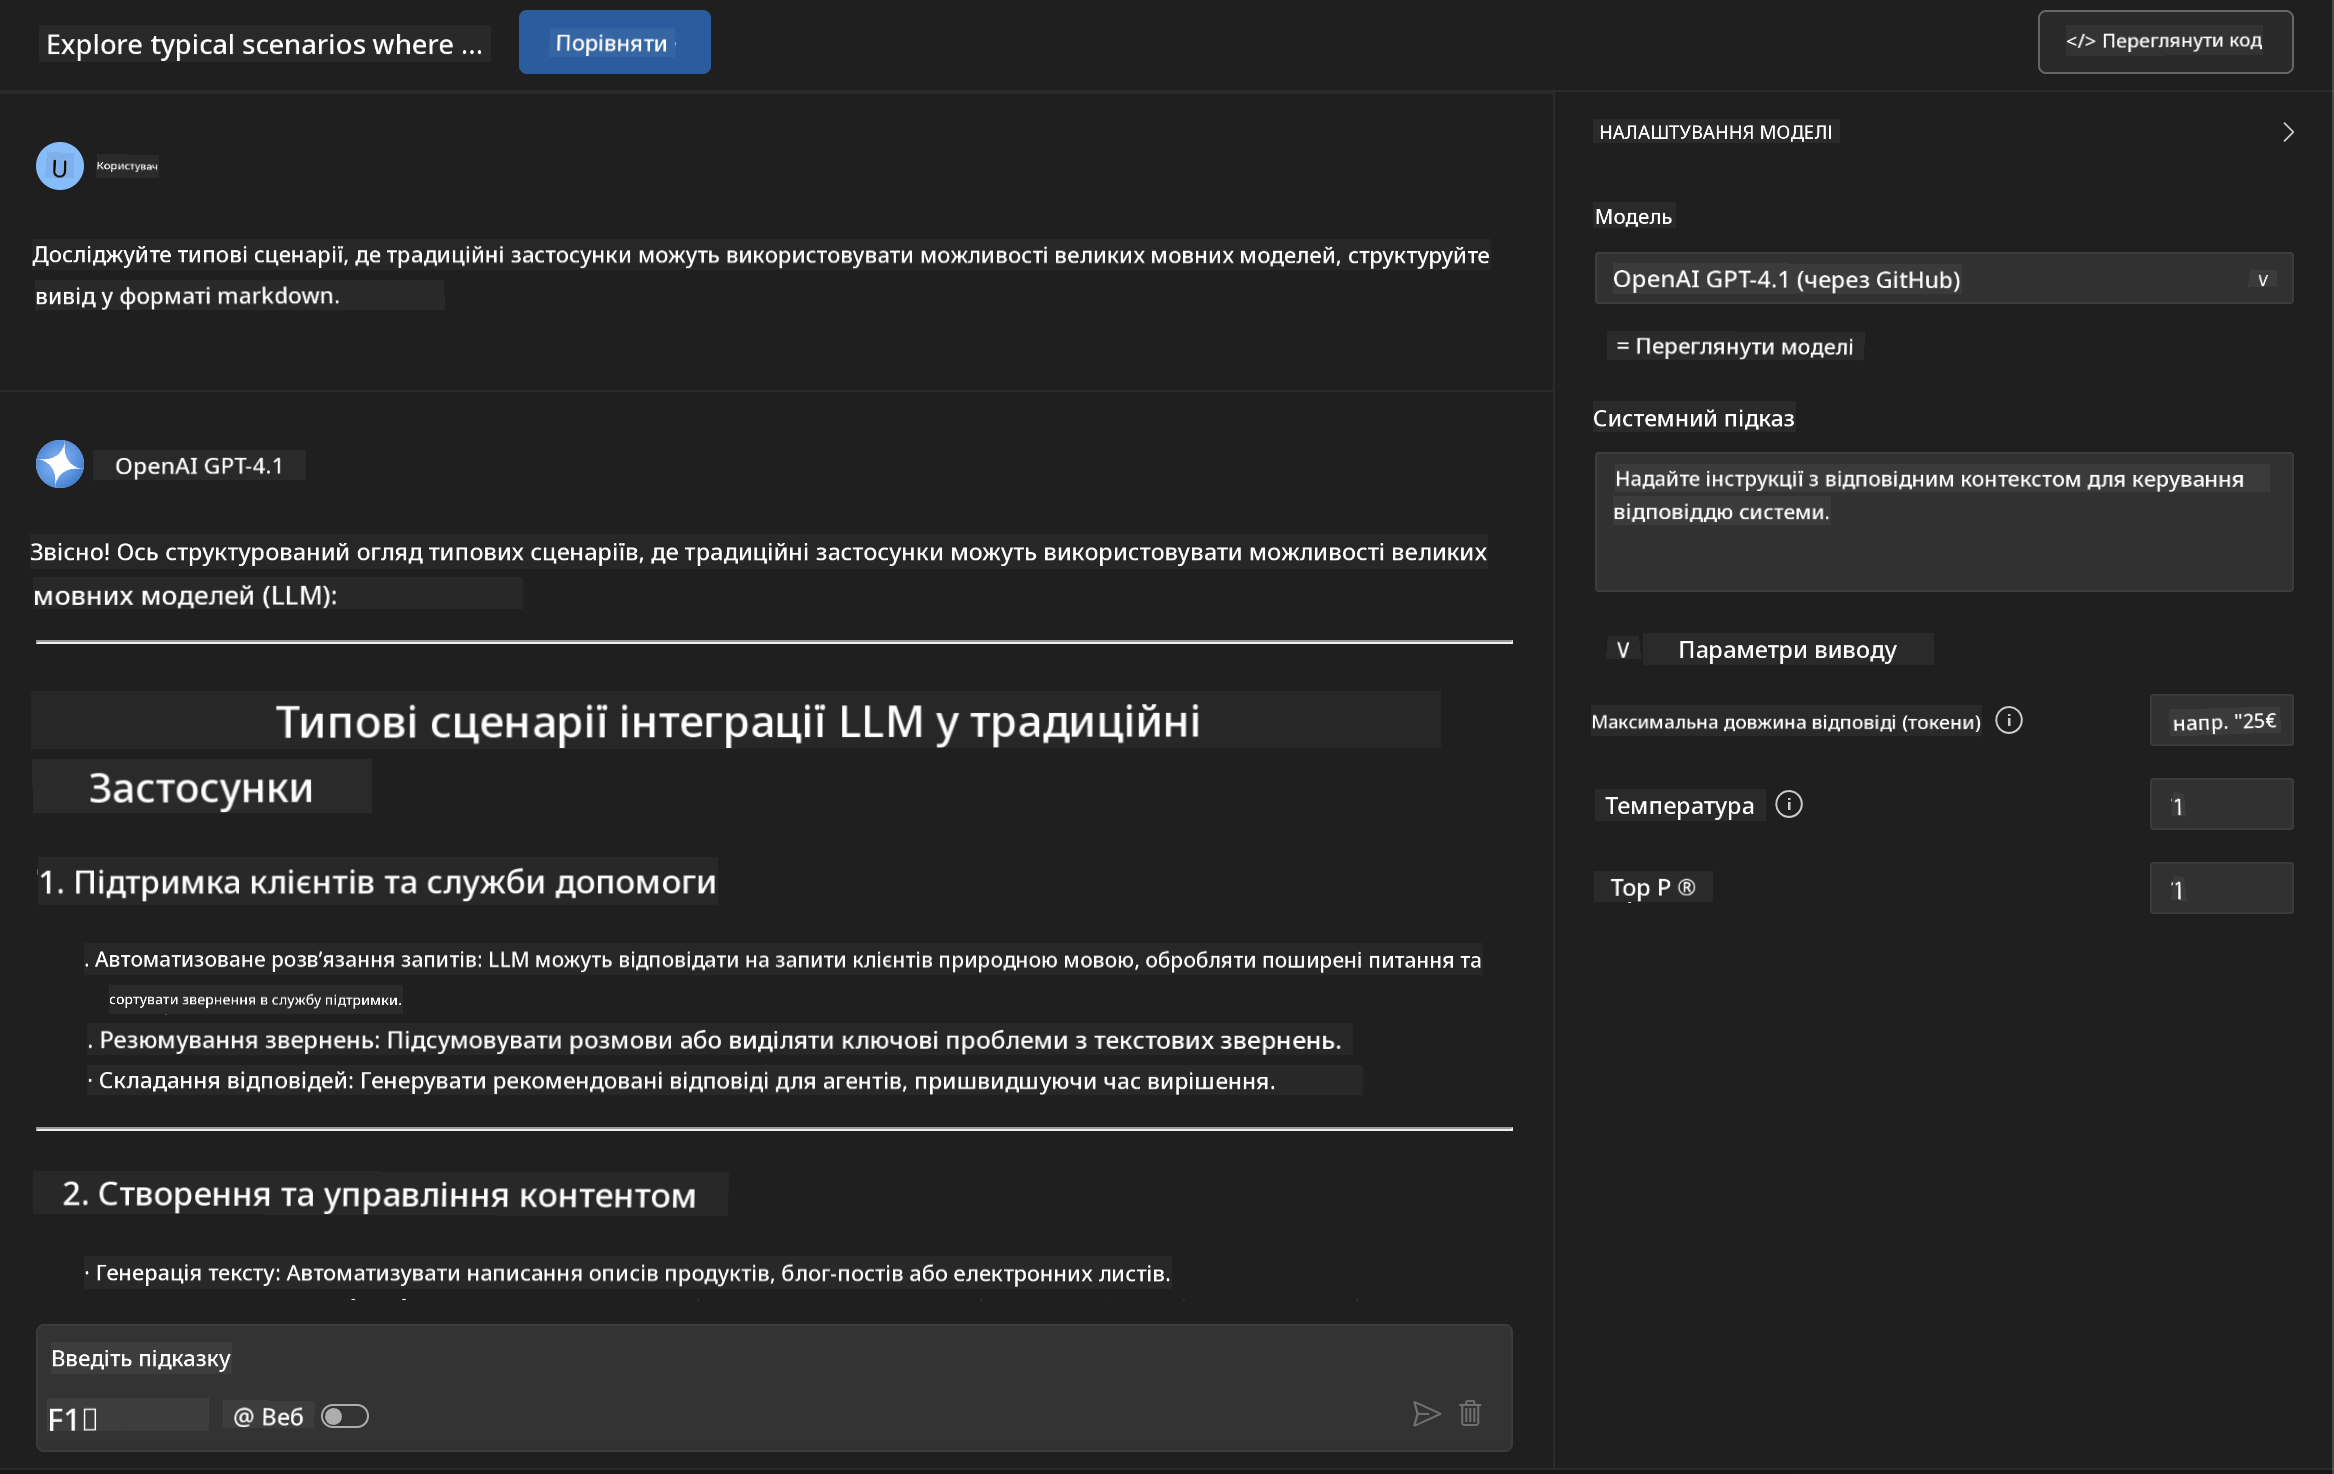 Explore typical scenarios where ...
Порівняти
</> Переглянути код
U
Користувач
Досліджуйте типові сценарії, де традиційні застосунки можуть використовувати можливості великих мовних моделей, структуруйте
вивід у форматі markdown.
OpenAI GPT-4.1
Звісно! Ось структурований огляд типових сценаріїв, де традиційні застосунки можуть використовувати можливості великих
мовних моделей (LLM):
Типові сценарії інтеграції LLM у традиційні
Застосунки
1. Підтримка клієнтів та служби допомоги
. Автоматизоване розв’язання запитів: LLM можуть відповідати на запити клієнтів природною мовою, обробляти поширені питання та
сортувати звернення в службу підтримки.
. Резюмування звернень: Підсумовувати розмови або виділяти ключові проблеми з текстових звернень.
· Складання відповідей: Генерувати рекомендовані відповіді для агентів, пришвидшуючи час вирішення.
2. Створення та управління контентом
· Генерація тексту: Автоматизувати написання описів продуктів, блог-постів або електронних листів.
Введіть підказку
F1
@ Веб
НАЛАШТУВАННЯ МОДЕЛІ
Модель
OpenAI GPT-4.1 (через GitHub)
v
= Переглянути моделі
Системний підказ
Надайте інструкції з відповідним контекстом для керування
відповіддю системи.
V Параметри виводу
Максимальна довжина відповіді (токени)
напр. "25€
Температура
1
Top P ®
1